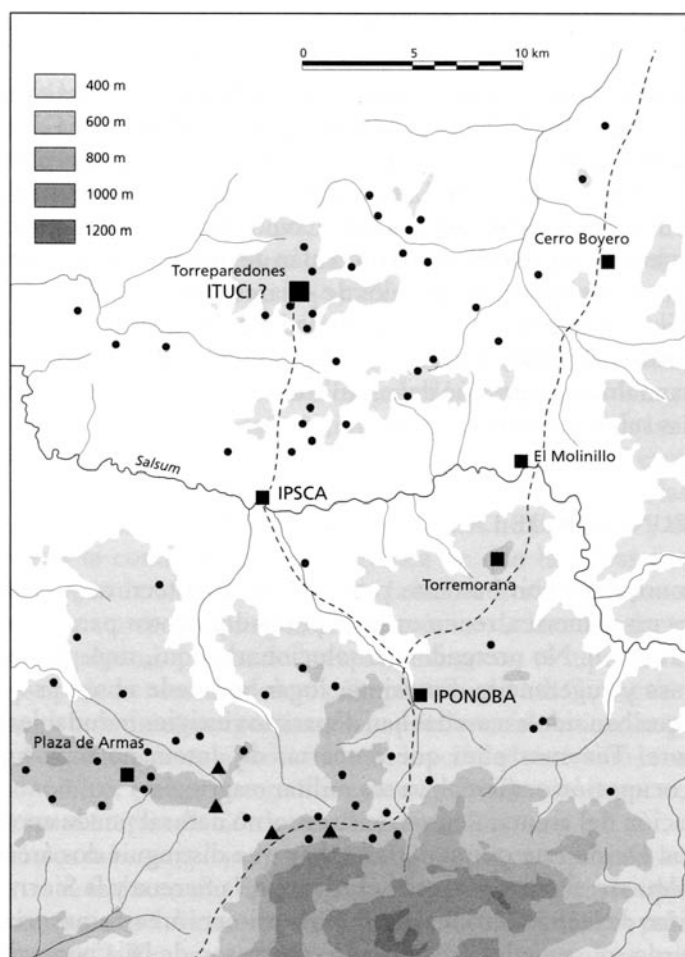 0 5 10 km
400 m
600 m
800 m
1000 m
1200 m
Cerro Boyero
Torreparedones
ITUCI ?
El Molinillo
Salsum
IPSCA
Torremorana
IPONOBA
Plaza de Armas